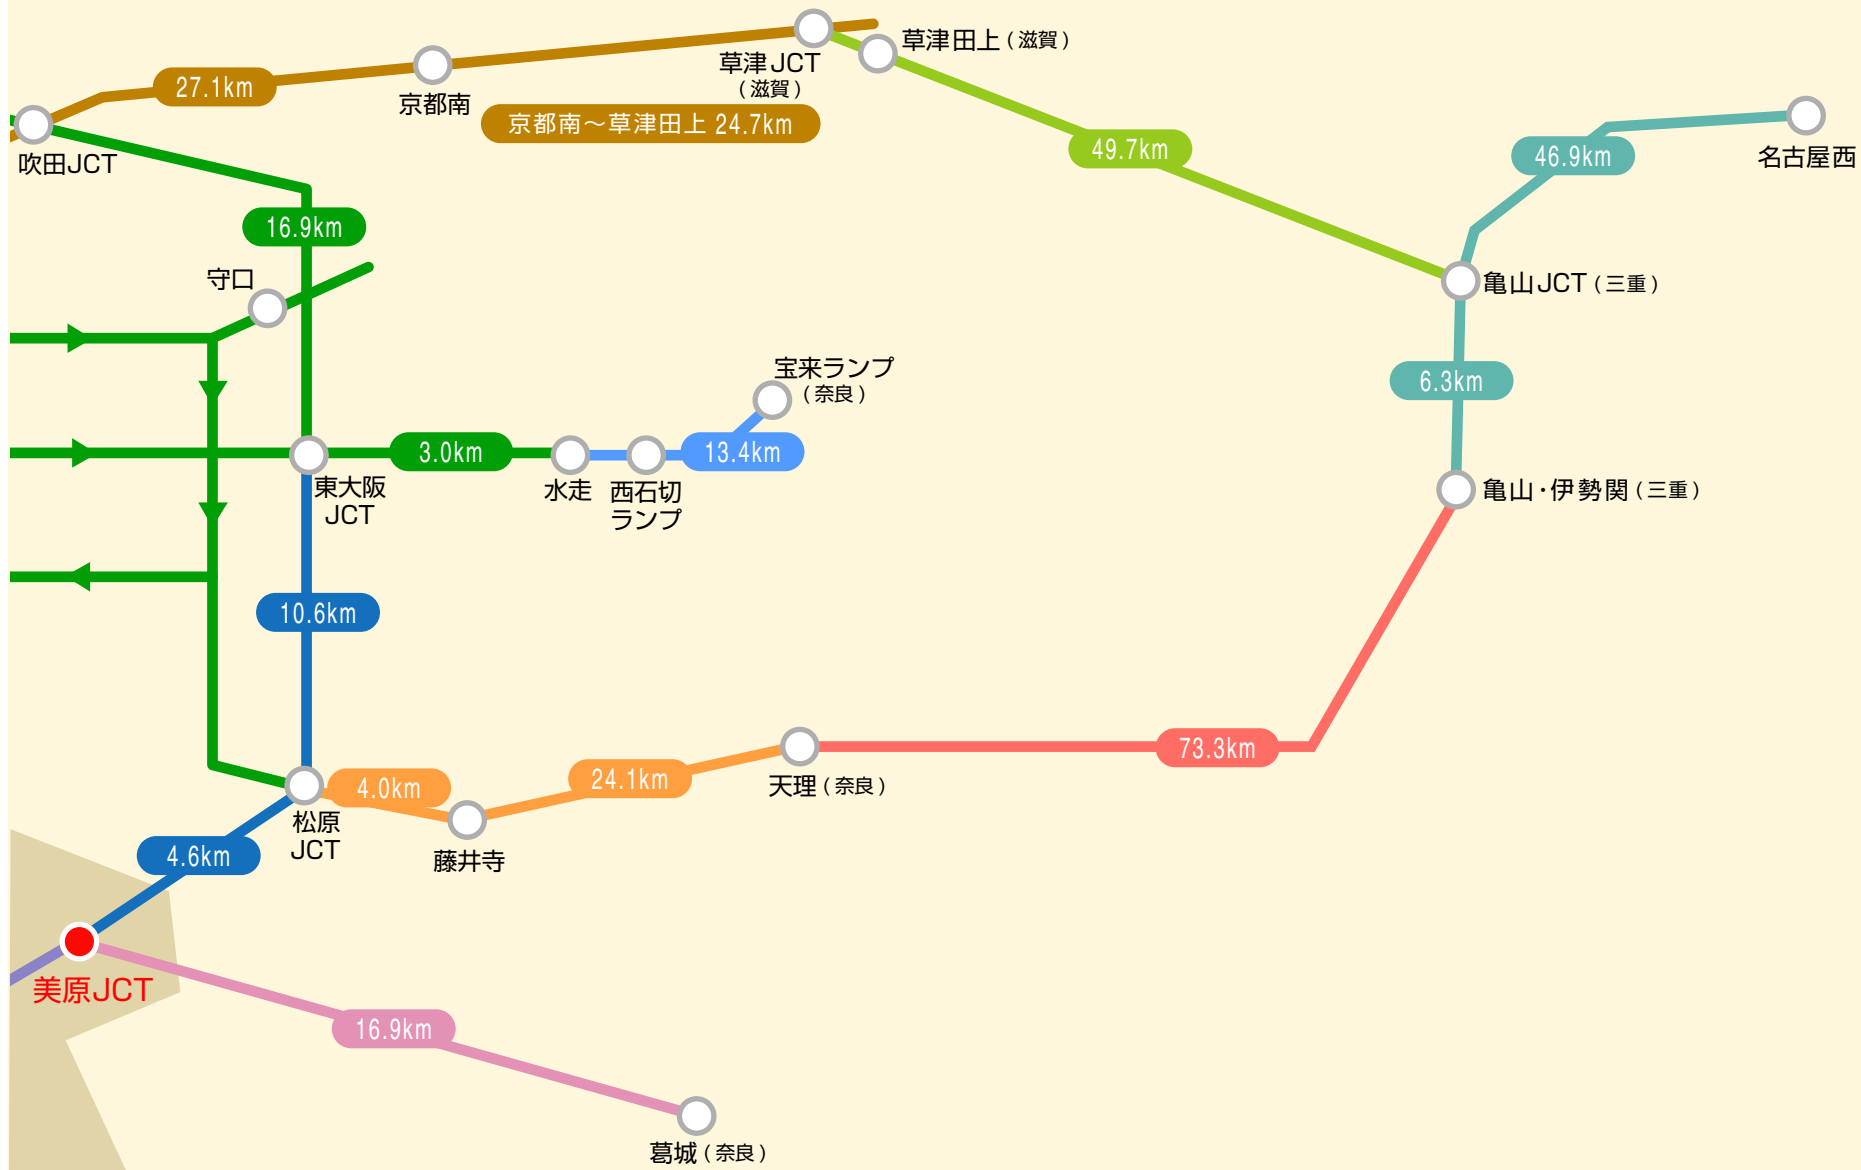 草津田上（滋賀）
草津JCT
（滋賀）
27.1km
京都南
京都南～草津田上 24.7km
吹田JCT
49.7km
46.9km
名古屋西
16.9km
守口
亀山JCT（三重）
宝来ランプ
（奈良）
6.3km
3.0km
13.4km
東大阪
JCT
水走
西石切
ランプ
亀山・伊勢関（三重）
10.6km
73.3km
24.1km
天理（奈良）
4.0km
松原
JCT
藤井寺
4.6km
美原JCT
16.9km
葛城（奈良）